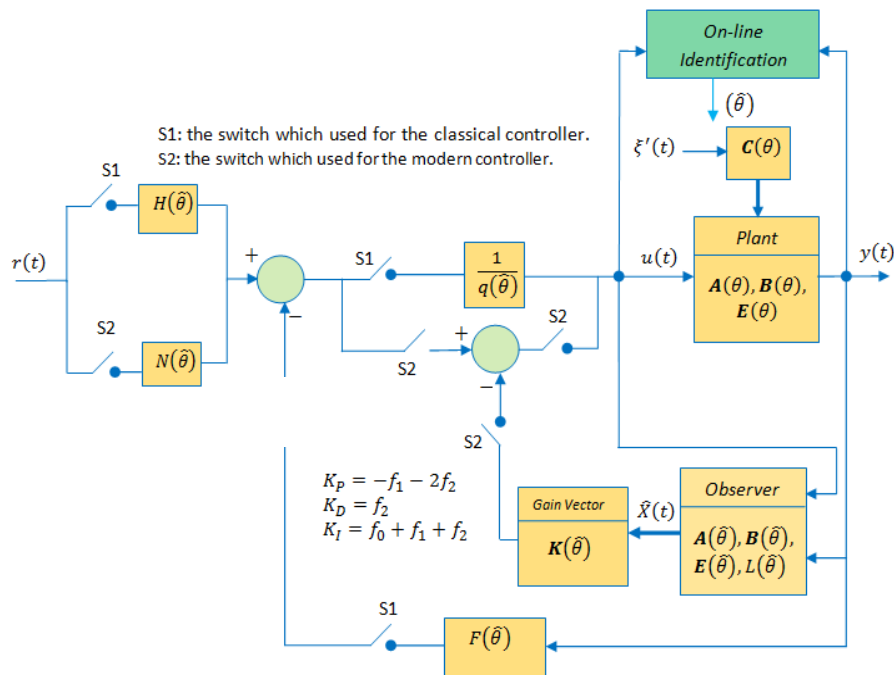 On-line
Identification
(θ̂)
S1: the switch which used for the classical controller.
S2: the switch which used for the modern controller.
ξ′(t)
C(θ)
S1
H(θ̂)
r(t)
+
−
S1
1
q(θ̂)
u(t)
Plant
A(θ), B(θ),
E(θ)
y(t)
S2
N(θ̂)
S2
+
−
S2
S2
K_P = −f_1 − 2f_2
K_D = f_2
K_I = f_0 + f_1 + f_2
Gain Vector
K(θ̂)
X̂(t)
Observer
A(θ̂), B(θ̂),
E(θ̂), L(θ̂)
S1
F(θ̂)